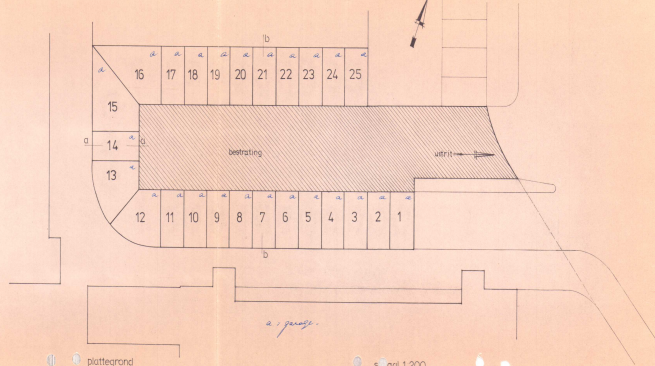 b
a a a a a a a a a a
16 17 18 19 20 21 22 23 24 25
a
15
a 14 a a
bestrating
uitrit
13 a
a a a a a a a a a a a a
12 11 10 9 8 7 6 5 4 3 2 1
b
a : garage.
plattegrond
1:200